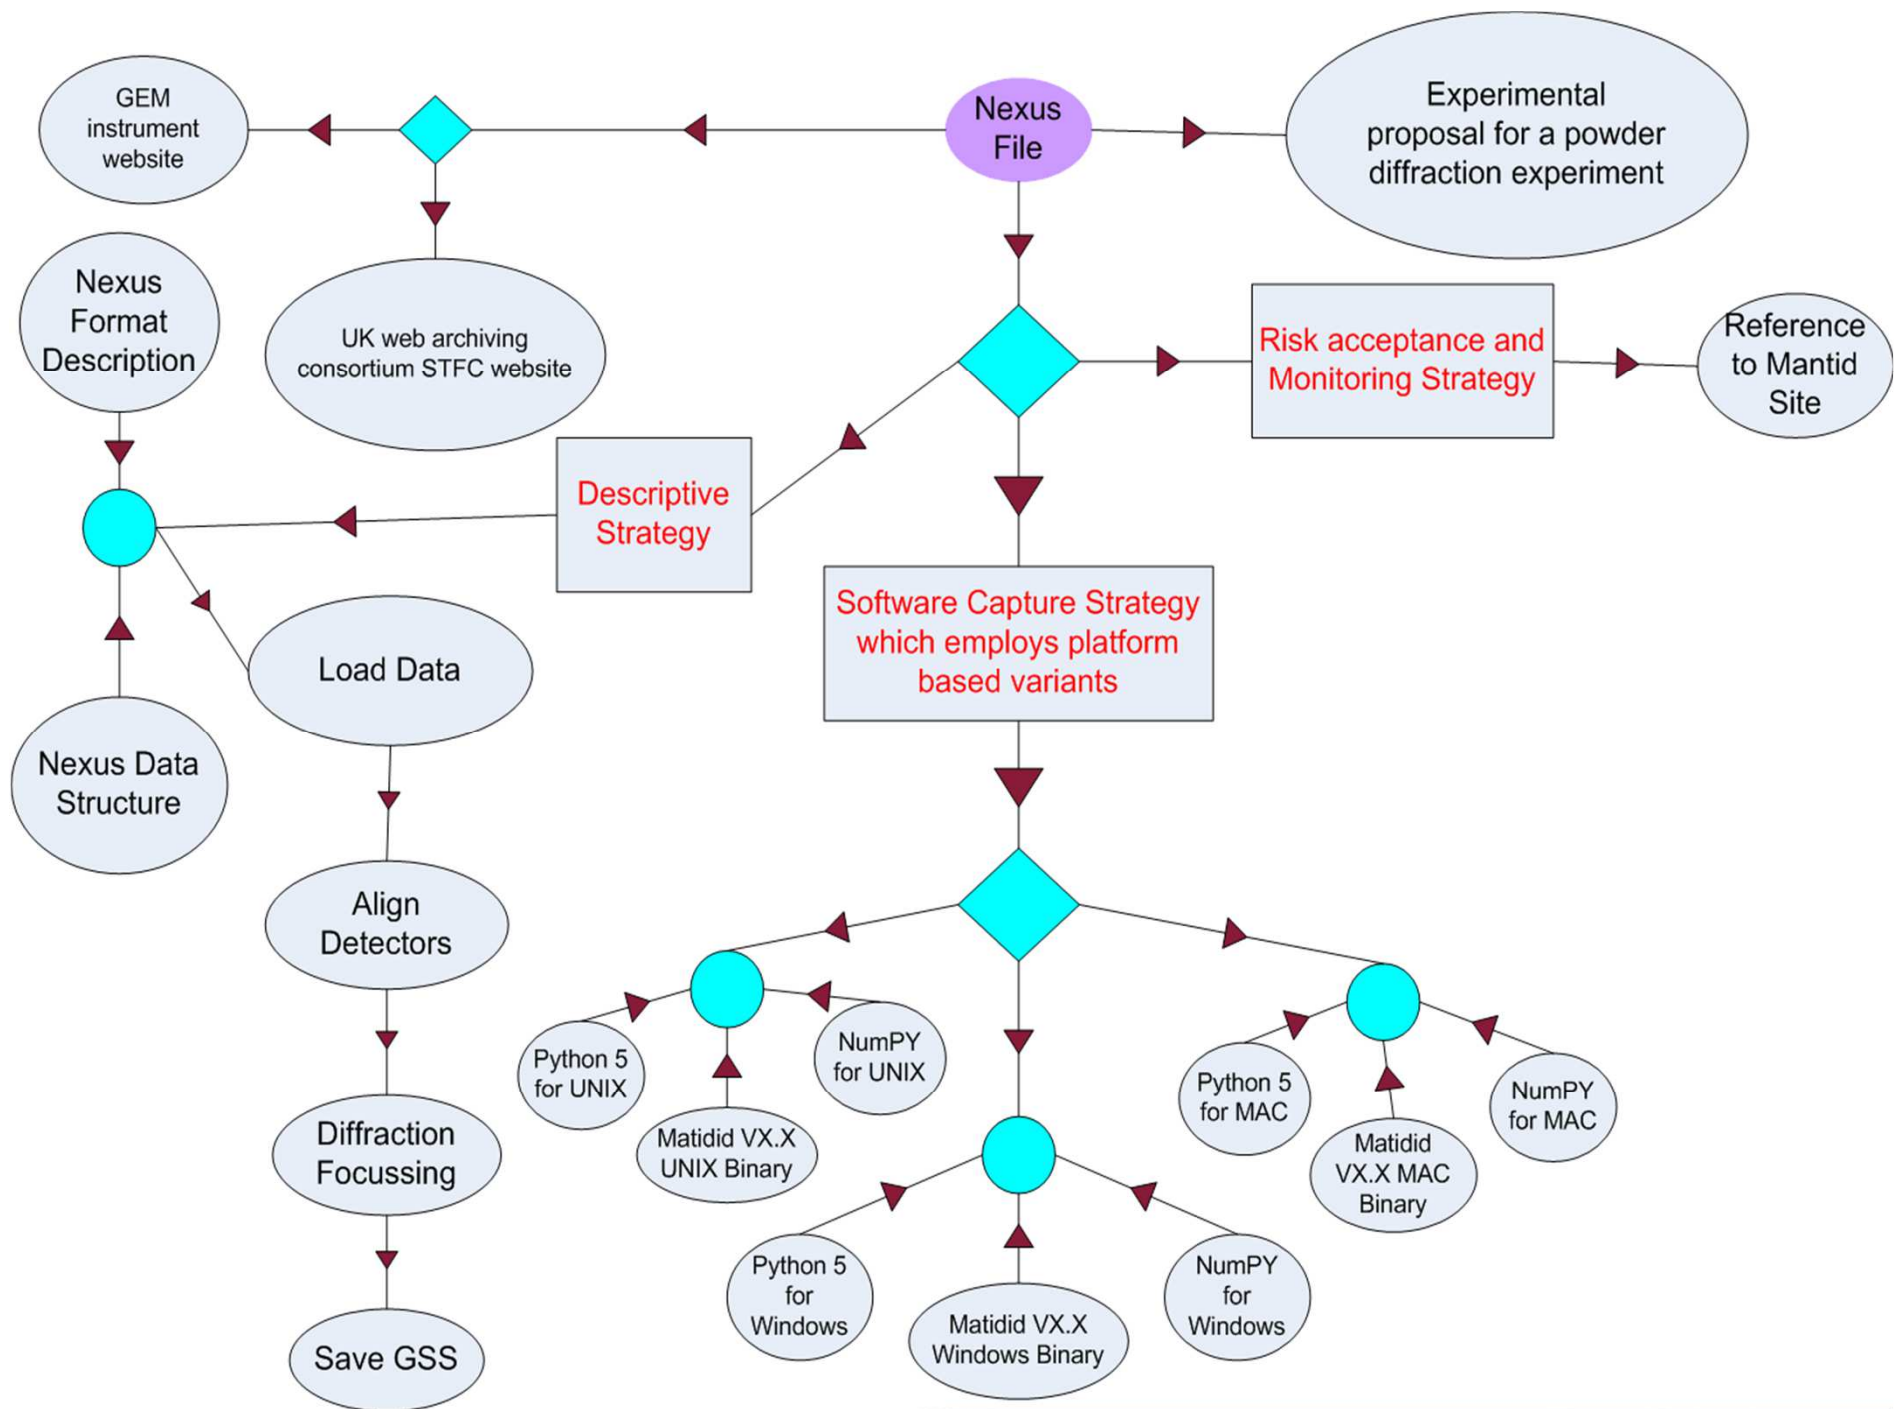 GEM
instrument
website
Nexus
File
Experimental
proposal for a powder
diffraction experiment
Nexus
Format
Description
UK web archiving
consortium STFC website
Risk acceptance and
Monitoring Strategy
Reference
to Mantid
Site
Descriptive
Strategy
Software Capture Strategy
which employs platform
based variants
Load Data
Nexus Data
Structure
Align
Detectors
Python 5
for UNIX
NumPY
for UNIX
Matidid VX.X
UNIX Binary
Python 5
for MAC
NumPY
for MAC
Matidid
VX.X MAC
Binary
Diffraction
Focussing
Python 5
for
Windows
Matidid VX.X
Windows Binary
NumPY
for
Windows
Save GSS